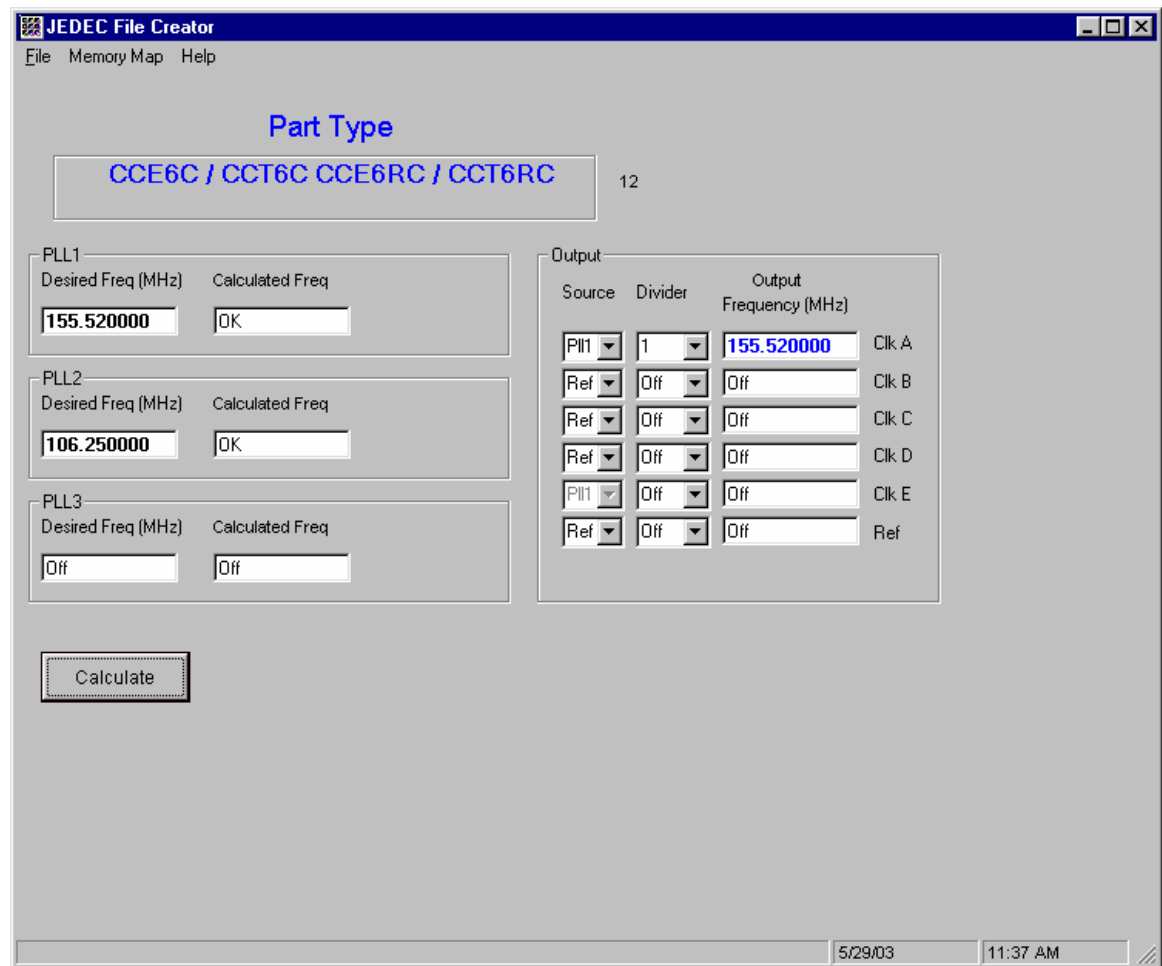 JEDEC File Creator
File Memory Map Help
Part Type
CCE6C / CCT6C CCE6RC / CCT6RC
12
PLL1
Desired Freq (MHz) Calculated Freq
155.520000 OK
PLL2
Desired Freq (MHz) Calculated Freq
106.250000 OK
PLL3
Desired Freq (MHz) Calculated Freq
Off Off
Calculate
Output
Source Divider Output
Frequency (MHz)
Pll1 1 155.520000 Clk A
Ref Off Off Clk B
Ref Off Off Clk C
Ref Off Off Clk D
Pll1 Off Off Clk E
Ref Off Off Ref
5/29/03 11:37 AM